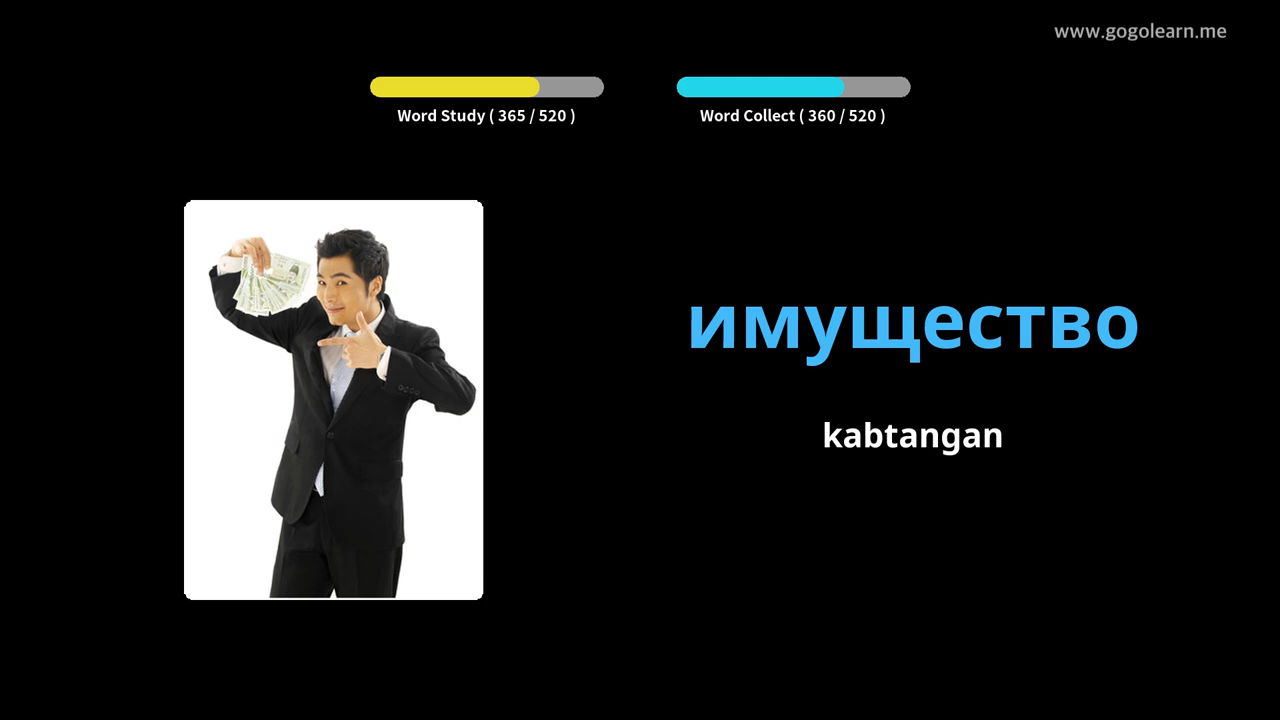 www.gogolearn.me
Word Study ( 365 / 520 )
Word Collect ( 360 / 520 )
имущество
kabtangan